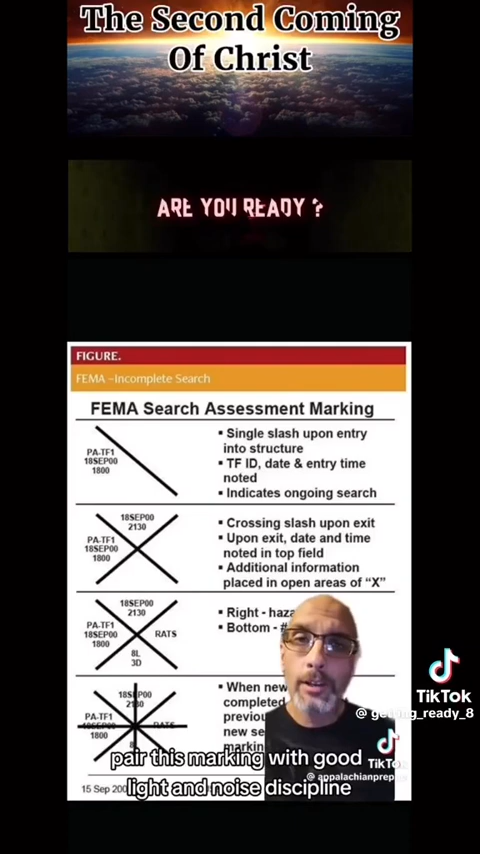 The Second Coming
Of Christ
ARE YOU READY ?
FIGURE.
FEMA –Incomplete Search
FEMA Search Assessment Marking
PA-TF1
18SEP00
1800
▪ Single slash upon entry
into structure
▪ TF ID, date & entry time
noted
▪ Indicates ongoing search
18SEP00
2130
PA-TF1
18SEP00
1800
▪ Crossing slash upon exit
▪ Upon exit, date and time
noted in top field
▪ Additional information
placed in open areas of “X”
18SEP00
2130
PA-TF1
18SEP00
1800
RATS
8L
3D
▪ Right - haza
▪ Bottom - #
18SEP00
2130
PA-TF1
1800
RATS
▪ When new
completed
previou
new se
markin
15 Sep 200
pair this marking with good
light and noise discipline
TikTok
@ appalachianprep
TikTok
@ getting_ready_8